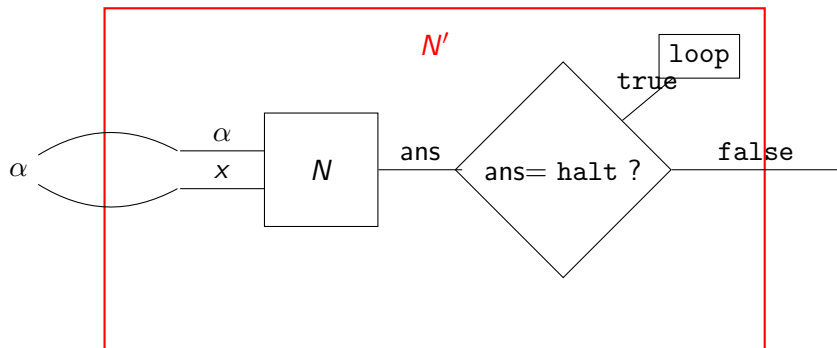 N′
loop
true
α
x
α
N
ans
ans= halt ?
false